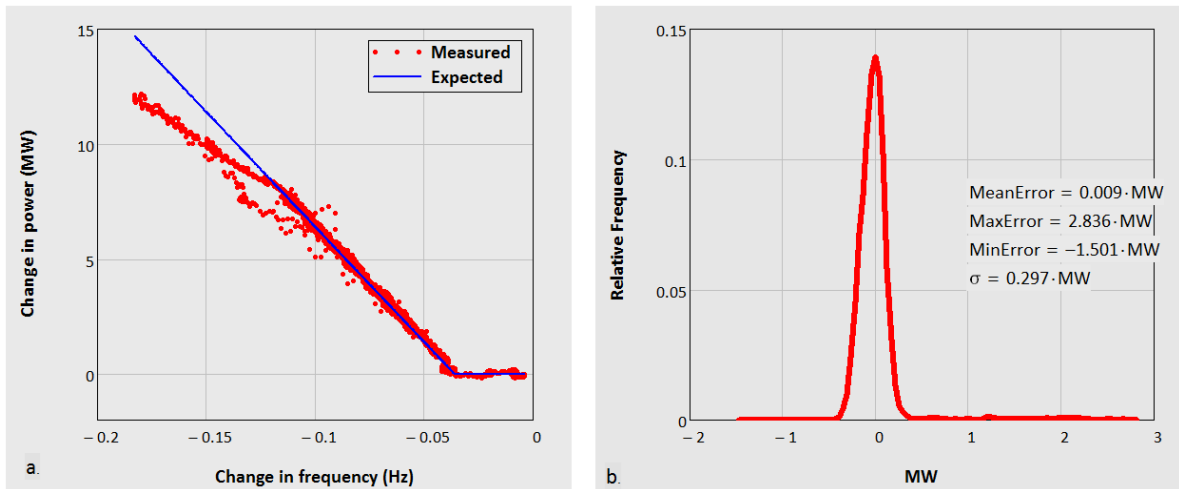 15
10
5
0
Change in power (MW)
Measured
Expected
− 0.2
− 0.15
− 0.1
− 0.05
0
a.
Change in frequency (Hz)
0.15
0.1
0.05
0
Relative Frequency
MeanError = 0.009·MW
MaxError = 2.836·MW
MinError = −1.501·MW
σ = 0.297·MW
− 2
− 1
0
1
2
3
b.
MW